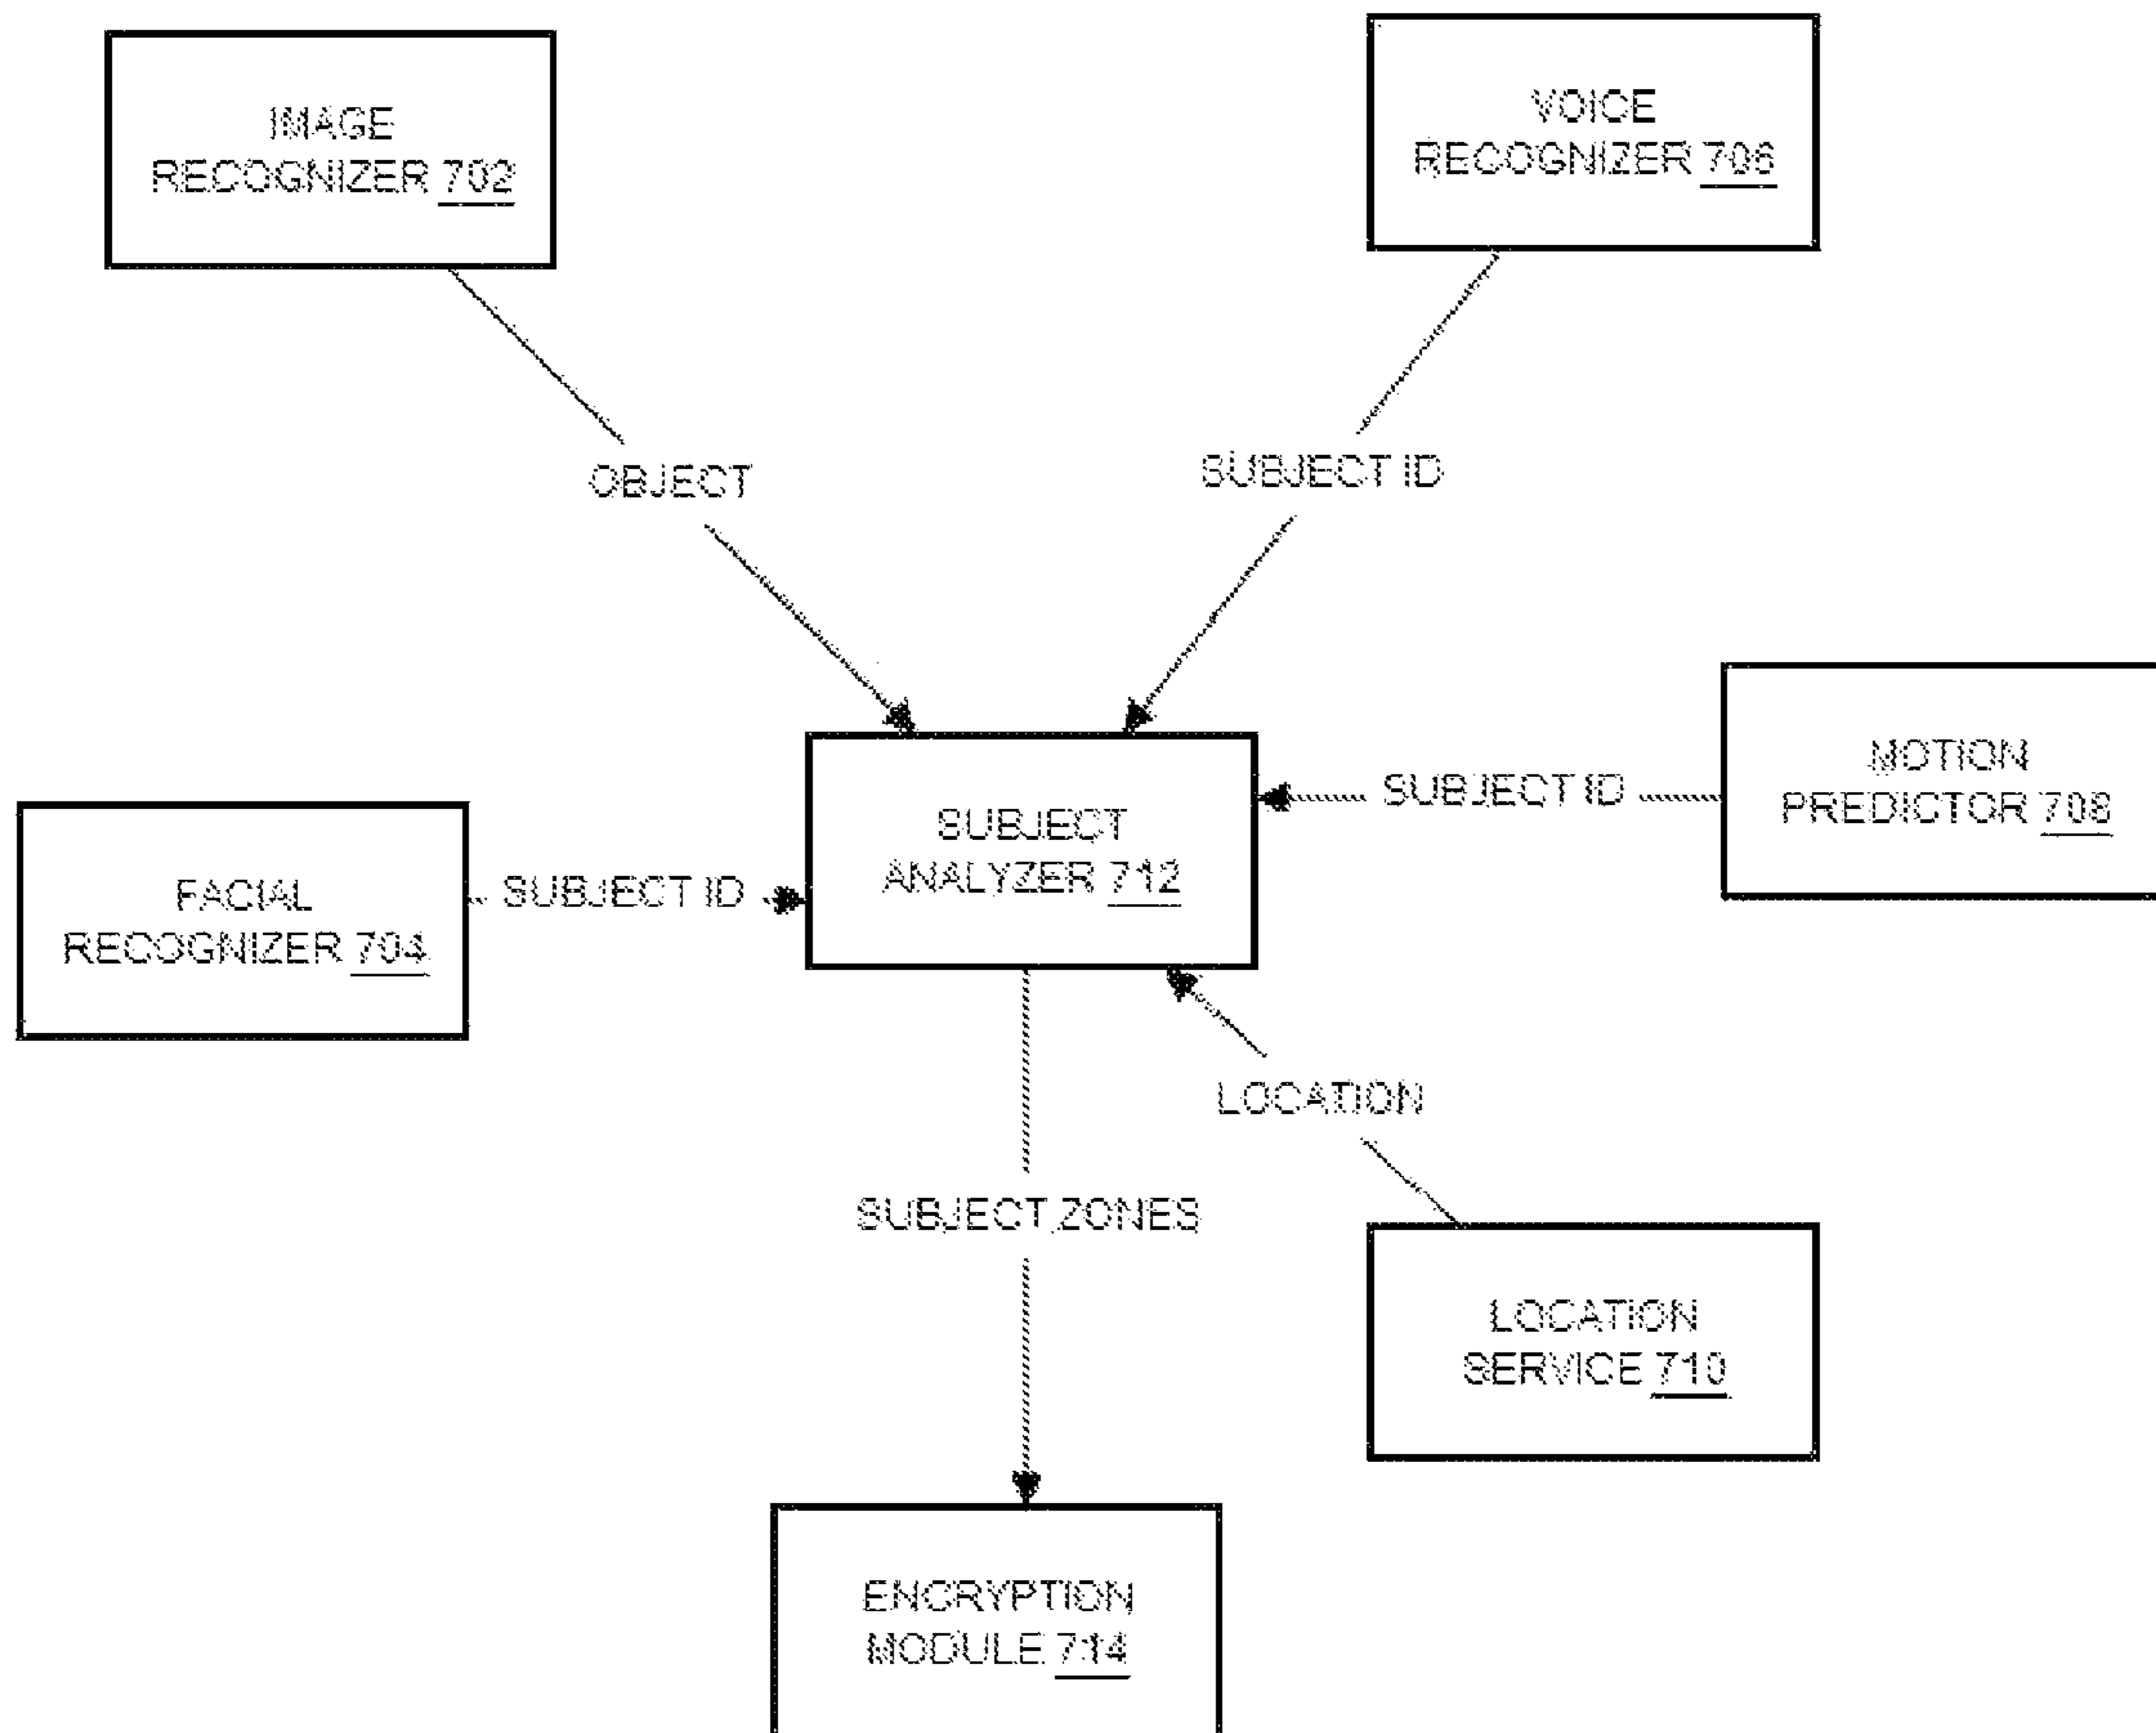 IMAGE
RECOGNIZER 702
VOICE
RECOGNIZER 706
OBJECT
SUBJECT ID
MOTION
PREDICTOR 708
SUBJECT ID
SUBJECT
ANALYZER 712
FACIAL
RECOGNIZER 704
SUBJECT ID
LOCATION
SUBJECT ZONES
LOCATION
SERVICE 710
ENCRYPTION
MODULE 714